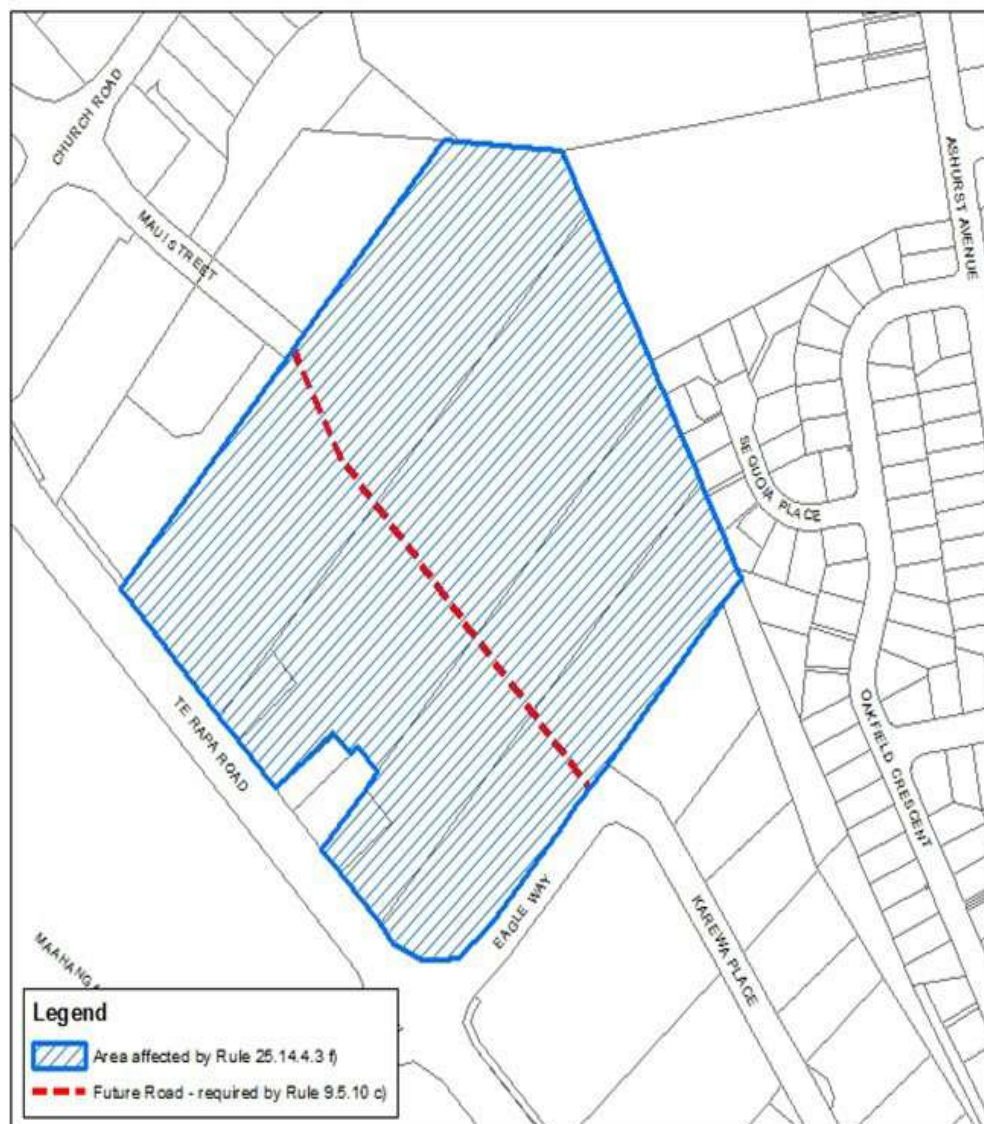 CHURCH ROAD
MAUI STREET
ASHURST AVENUE
SEQUOIA PLACE
TE RAPA ROAD
OAKFIELD CRESCENT
EAGLE WAY
KAREWA PLACE
Legend
Area affected by Rule 25.14.4.3 f)
Future Road - required by Rule 9.5.10 c)